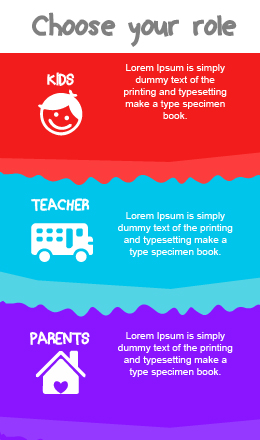 Choose your role
KIDS
Lorem Ipsum is simply
dummy text of the
printing and typesetting
make a type specimen
book.
TEACHER
Lorem Ipsum is simply
dummy text of the
printing and typesetting
make a type specimen
book.
PARENTS
Lorem Ipsum is simply
dummy text of the
printing and typesetting
make a type specimen
book.